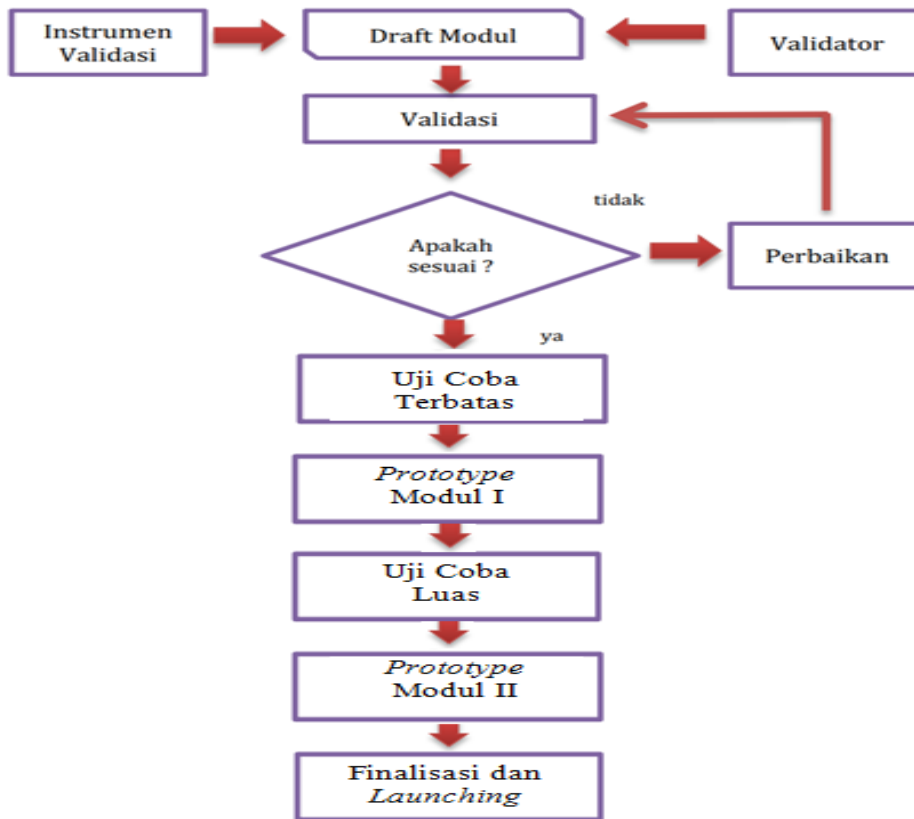 Instrumen
Validasi
Draft Modul
Validator
Validasi
tidak
Apakah
sesuai ?
Perbaikan
ya
Uji Coba
Terbatas
Prototype
Modul I
Uji Coba
Luas
Prototype
Modul II
Finalisasi dan
Launching